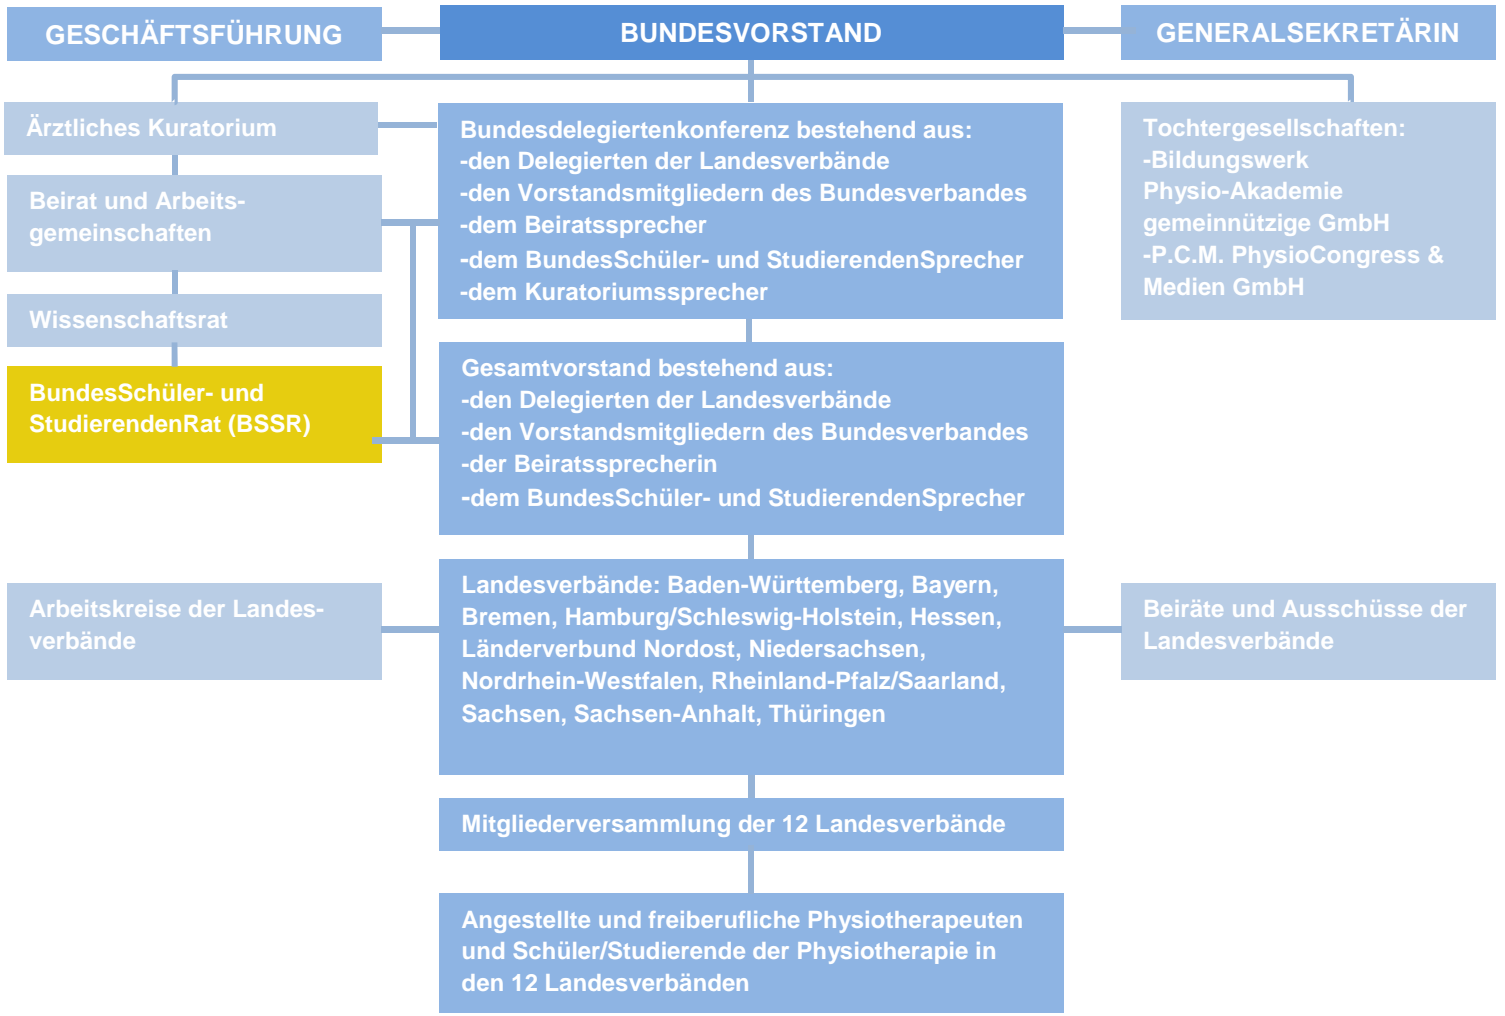 GESCHÄFTSFÜHRUNG
BUNDESVORSTAND
GENERALSEKRETÄRIN
Ärztliches Kuratorium
Beirat und Arbeits-
gemeinschaften
Wissenschaftsrat
BundesSchüler- und
StudierendenRat (BSSR)
Bundesdelegiertenkonferenz bestehend aus:
-den Delegierten der Landesverbände
-den Vorstandsmitgliedern des Bundesverbandes
-dem Beiratssprecher
-dem BundesSchüler- und StudierendenSprecher
-dem Kuratoriumssprecher
Tochtergesellschaften:
-Bildungswerk
Physio-Akademie
gemeinnützige GmbH
-P.C.M. PhysioCongress &
Medien GmbH
Gesamtvorstand bestehend aus:
-den Delegierten der Landesverbände
-den Vorstandsmitgliedern des Bundesverbandes
-der Beiratssprecherin
-dem BundesSchüler- und StudierendenSprecher
Arbeitskreise der Landes-
verbände
Landesverbände: Baden-Württemberg, Bayern,
Bremen, Hamburg/Schleswig-Holstein, Hessen,
Länderverbund Nordost, Niedersachsen,
Nordrhein-Westfalen, Rheinland-Pfalz/Saarland,
Sachsen, Sachsen-Anhalt, Thüringen
Beiräte und Ausschüsse der
Landesverbände
Mitgliederversammlung der 12 Landesverbände
Angestellte und freiberufliche Physiotherapeuten
und Schüler/Studierende der Physiotherapie in
den 12 Landesverbänden